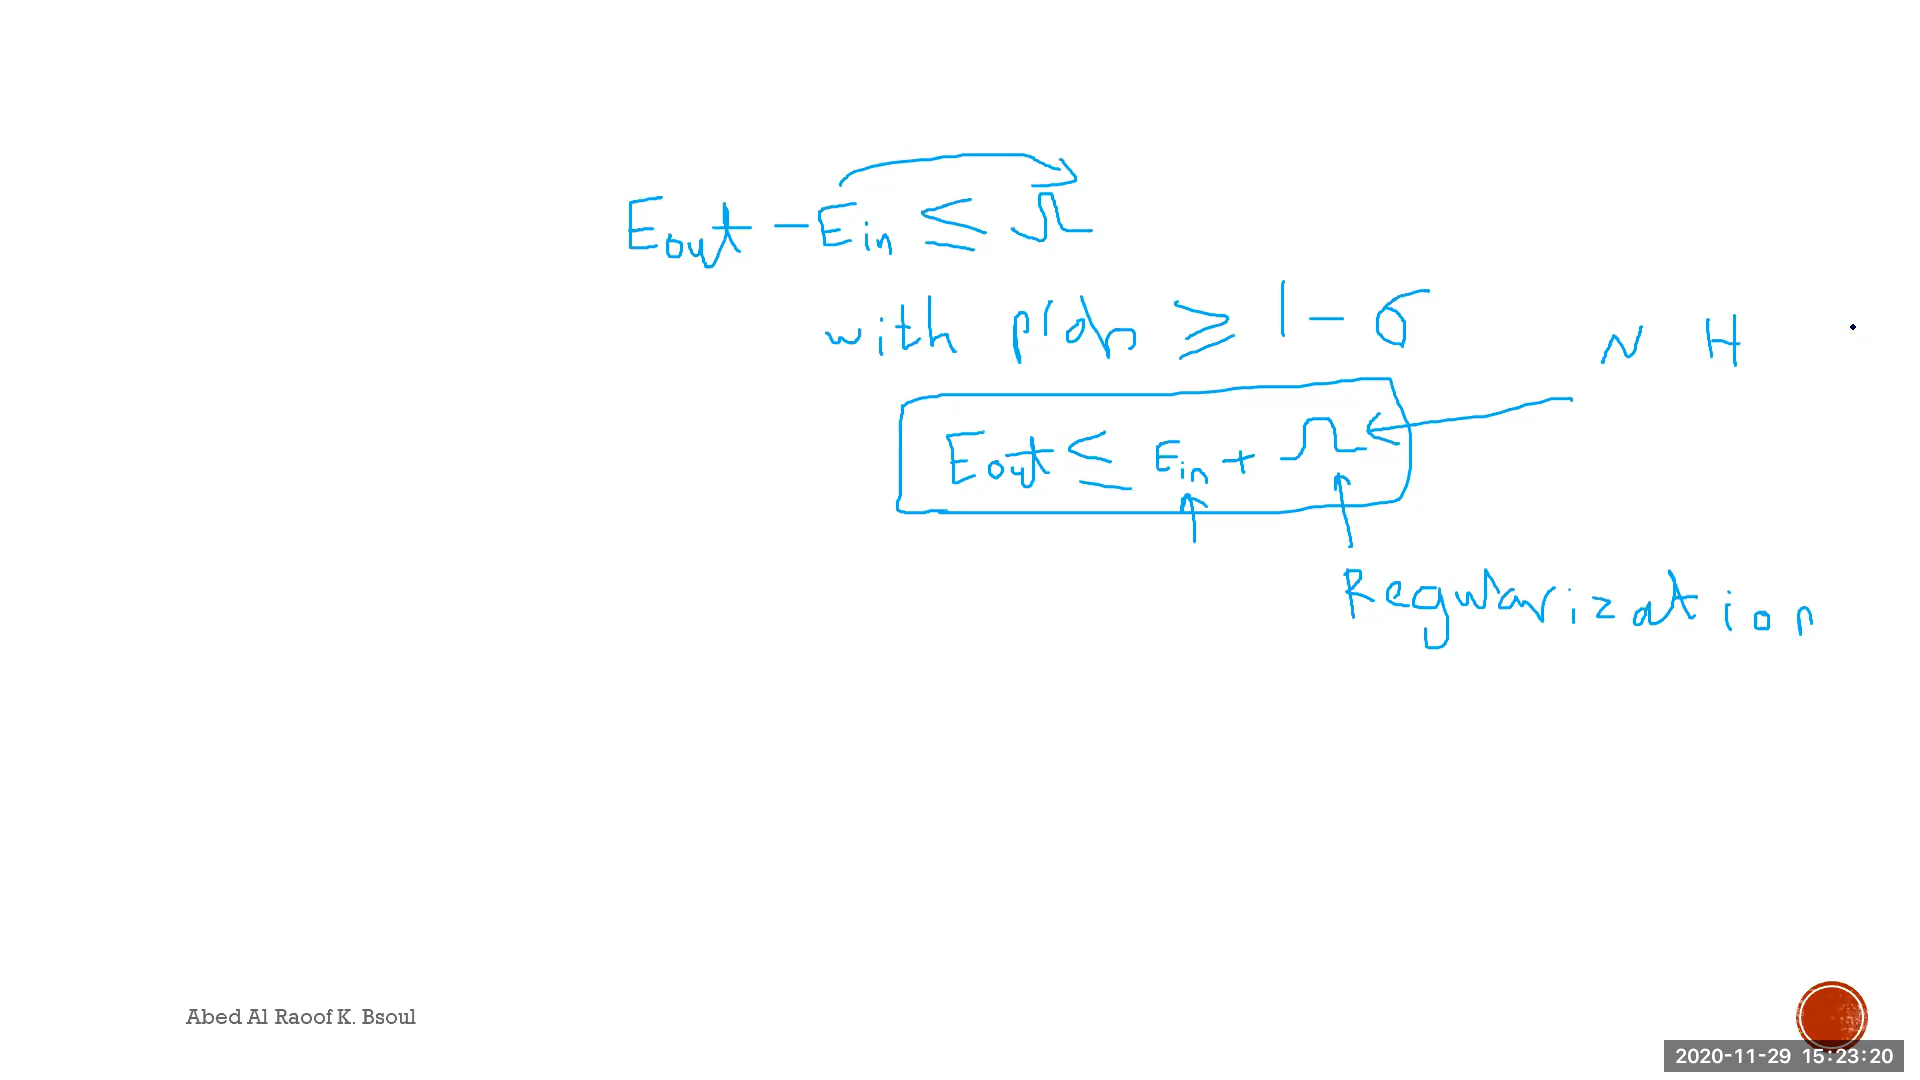 Eout - Ein ≤ Ω
with prob ≥ 1 - δ
N H
Eout ≤ Ein + Ω
Regularization
Abed Al Raoof K. Bsoul
2020-11-29 15:23:20